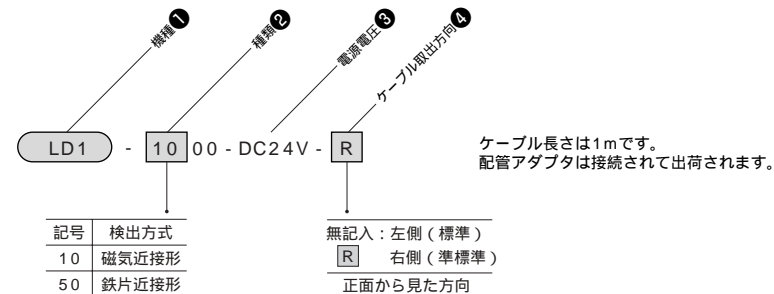 機種❶
種類❷
電源電圧❸
ケーブル取出方向❹
LD1 - 10 00 - DC24V - R
ケーブル長さは1mです。
配管アダプタは接続されて出荷されます。
記号 検出方式
10 磁気近接形
50 鉄片近接形
無記入：左側（標準）
R 右側（準標準）
正面から見た方向